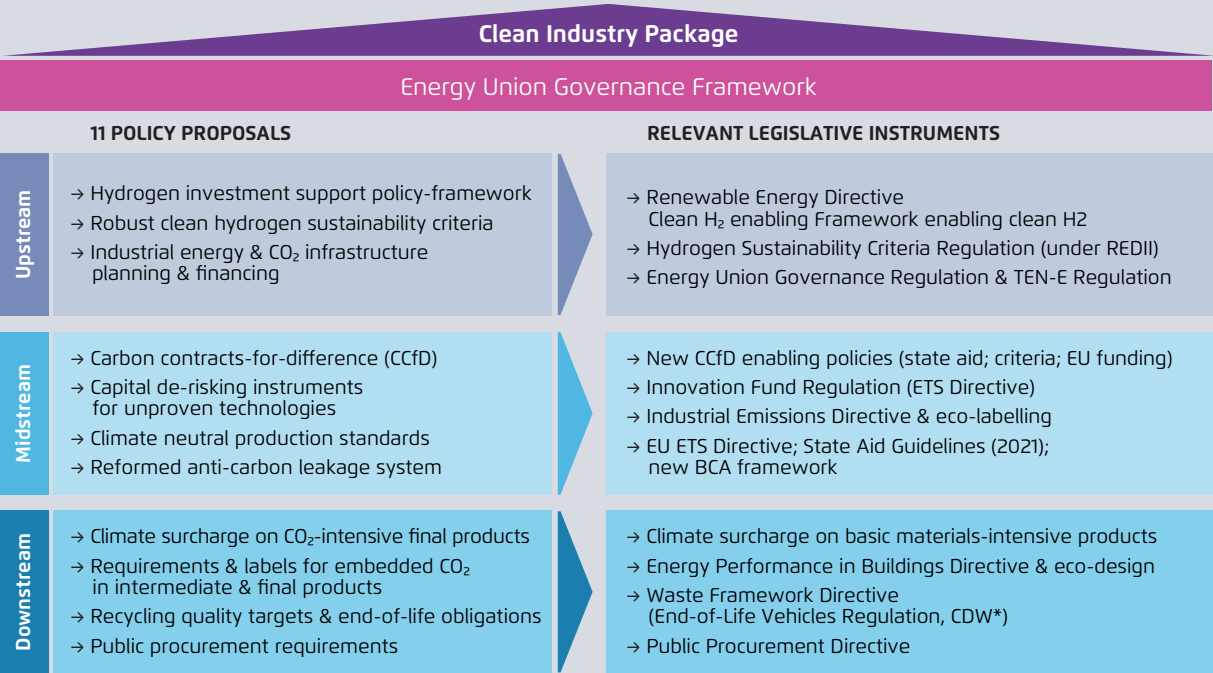 Clean Industry Package
Energy Union Governance Framework
11 POLICY PROPOSALS
RELEVANT LEGISLATIVE INSTRUMENTS
Upstream
→ Hydrogen investment support policy-framework
→ Robust clean hydrogen sustainability criteria
→ Industrial energy & CO₂ infrastructure
planning & financing
→ Renewable Energy Directive
Clean H₂ enabling Framework enabling clean H2
→ Hydrogen Sustainability Criteria Regulation (under REDII)
→ Energy Union Governance Regulation & TEN-E Regulation
Midstream
→ Carbon contracts-for-difference (CCfD)
→ Capital de-risking instruments
for unproven technologies
→ Climate neutral production standards
→ Reformed anti-carbon leakage system
→ New CCfD enabling policies (state aid; criteria; EU funding)
→ Innovation Fund Regulation (ETS Directive)
→ Industrial Emissions Directive & eco-labelling
→ EU ETS Directive; State Aid Guidelines (2021);
new BCA framework
Downstream
→ Climate surcharge on CO₂-intensive final products
→ Requirements & labels for embedded CO₂
in intermediate & final products
→ Recycling quality targets & end-of-life obligations
→ Public procurement requirements
→ Climate surcharge on basic materials-intensive products
→ Energy Performance in Buildings Directive & eco-design
→ Waste Framework Directive
(End-of-Life Vehicles Regulation, CDW*)
→ Public Procurement Directive